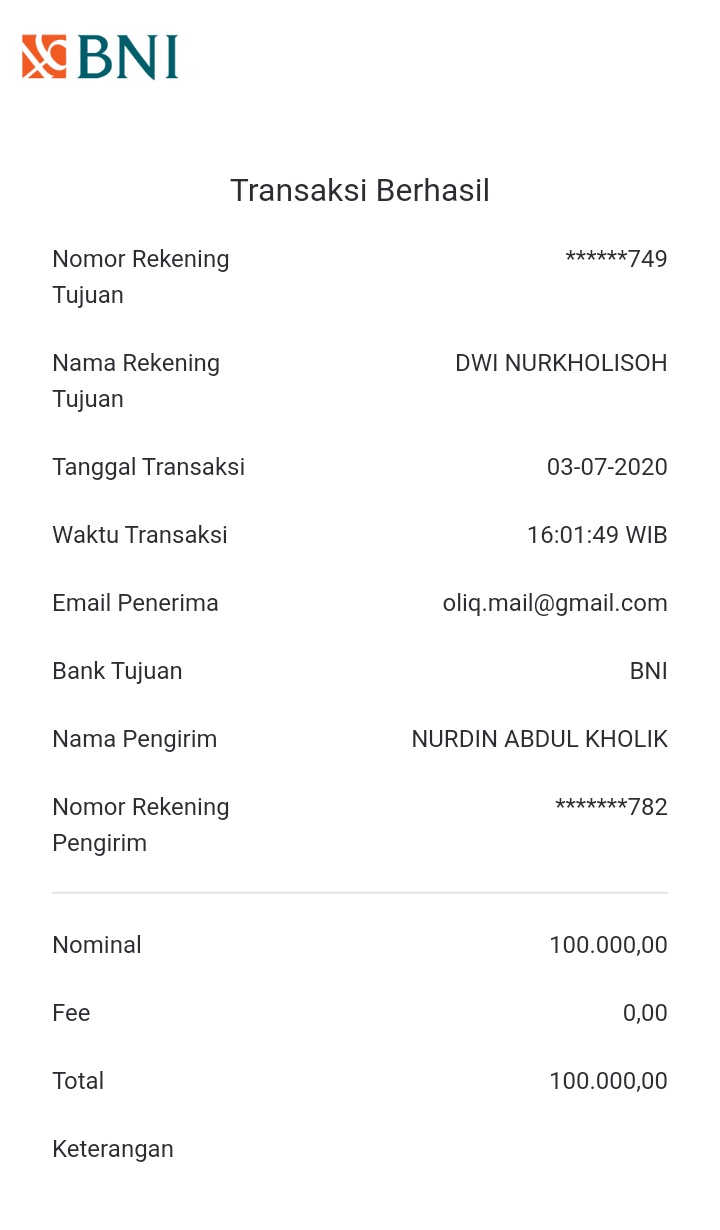 BNI
Transaksi Berhasil
Nomor Rekening Tujuan ******749
Nama Rekening Tujuan DWI NURKHOLISOH
Tanggal Transaksi 03-07-2020
Waktu Transaksi 16:01:49 WIB
Email Penerima oliq.mail@gmail.com
Bank Tujuan BNI
Nama Pengirim NURDIN ABDUL KHOLIK
Nomor Rekening Pengirim *******782
Nominal 100.000,00
Fee 0,00
Total 100.000,00
Keterangan